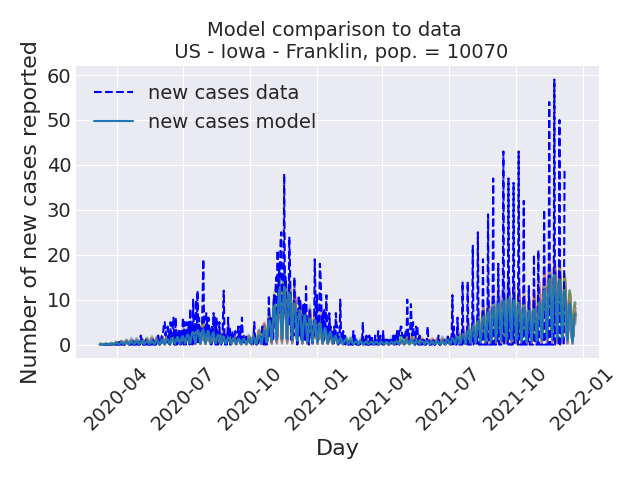 Model comparison to data
US - Iowa - Franklin, pop. = 10070
Number of new cases reported
60
50
40
30
20
10
0
new cases data
new cases model
2020-04
2020-07
2020-10
2021-01
2021-04
2021-07
2021-10
2022-01
Day